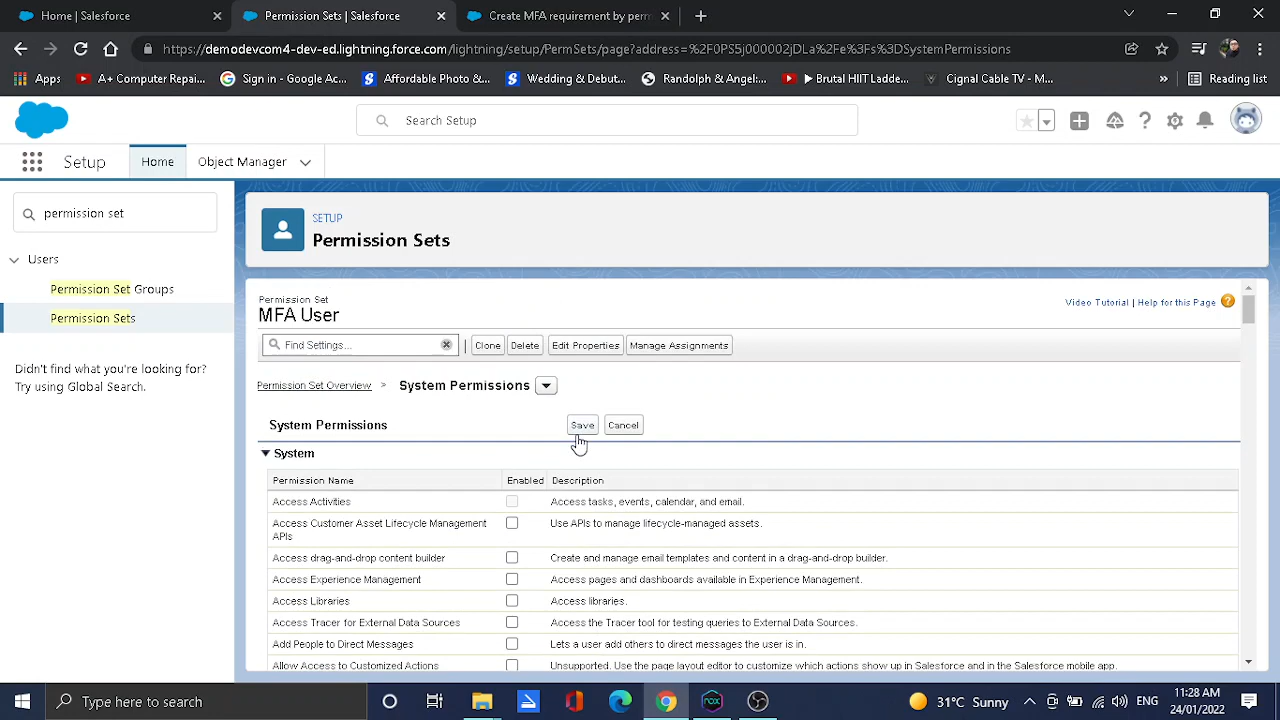 Home | Salesforce
Permission Sets | Salesforce
Create MFA requirement by perm
https://demodevcom4-dev-ed.lightning.force.com/lightning/setup/PermSets/page?address=%2F0PS5j000002jDLa%2Fe%3Fs%3DSystemPermissions
Apps
A+ Computer Repai...
Sign in - Google Ac...
Affordable Photo &...
Wedding & Debut...
Randolph & Angel...
Brutal HIIT Ladde...
Cignal Cable TV - M...
»
Reading list
Search Setup
Setup
Home
Object Manager
permission set
Users
Permission Set Groups
Permission Sets
Didn't find what you're looking for?
Try using Global Search.
SETUP
Permission Sets
Permission Set
MFA User
Video Tutorial | Help for this Page
Find Settings... | Clone Delete Edit Properties Manage Assignments
Permission Set Overview > System Permissions
System Permissions Save Cancel
System
Permission Name Enabled Description
Access Activities Access tasks, events, calendar, and email.
Access Customer Asset Lifecycle Management Use APIs to manage lifecycle-managed assets.
APIs
Access drag-and-drop content builder Create and manage email templates and content in a drag-and-drop builder.
Access Experience Management Access pages and dashboards available in Experience Management.
Access Libraries Access libraries.
Access Tracer for External Data Sources Access the Tracer tool for testing queries to External Data Sources.
Add People to Direct Messages Lets a user add others to direct messages the user is in.
Allow Access to Customized Actions Unsupported. Use the page layout editor to customize which actions show up in Salesforce and in the Salesforce mobile app.
Type here to search
31°C Sunny
ENG
11:28 AM
24/01/2022